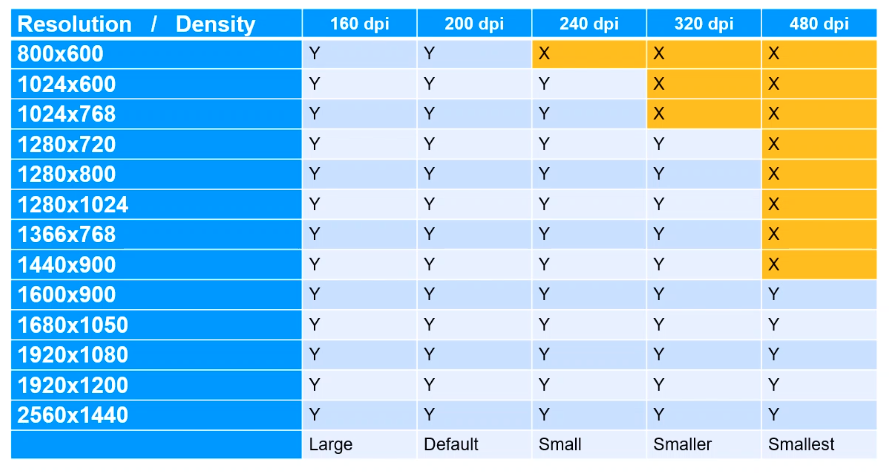 Resolution / Density 160 dpi 200 dpi 240 dpi 320 dpi 480 dpi
800x600 Y Y X X X
1024x600 Y Y Y X X
1024x768 Y Y Y X X
1280x720 Y Y Y Y X
1280x800 Y Y Y Y X
1280x1024 Y Y Y Y X
1366x768 Y Y Y Y X
1440x900 Y Y Y Y X
1600x900 Y Y Y Y Y
1680x1050 Y Y Y Y Y
1920x1080 Y Y Y Y Y
1920x1200 Y Y Y Y Y
2560x1440 Y Y Y Y Y
Large Default Small Smaller Smallest